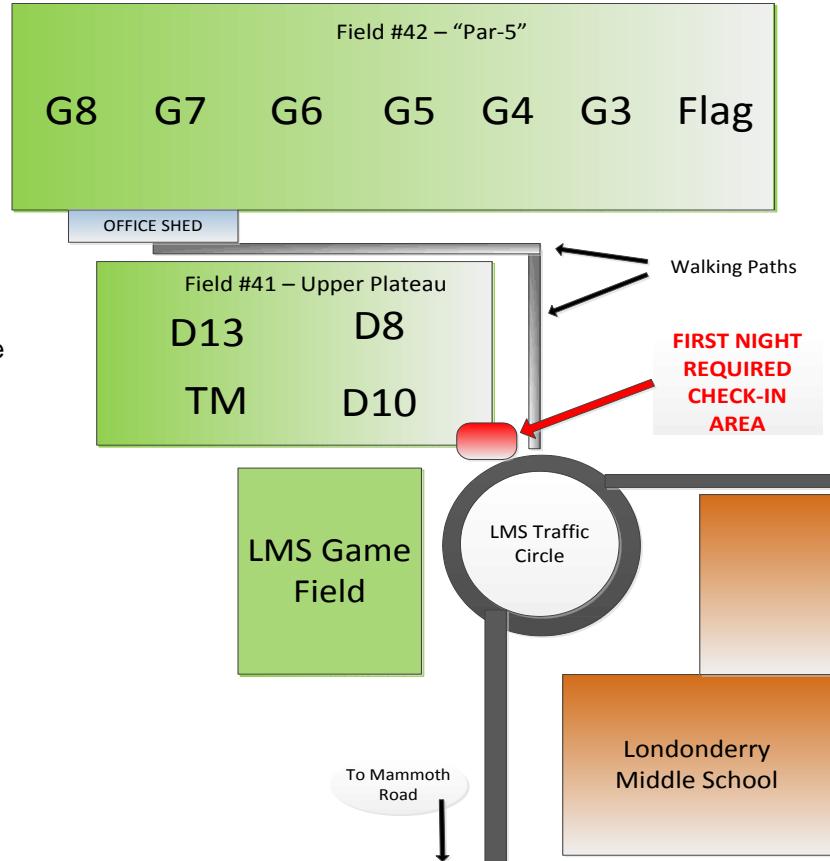 Field #42 – “Par-5”
G8 G7 G6 G5 G4 G3 Flag
OFFICE SHED
Walking Paths
Field #41 – Upper Plateau
D13 D8
TM D10
e
FIRST NIGHT
REQUIRED
CHECK-IN
AREA
LMS Game
Field
LMS Traffic
Circle
Londonderry
Middle School
To Mammoth
Road